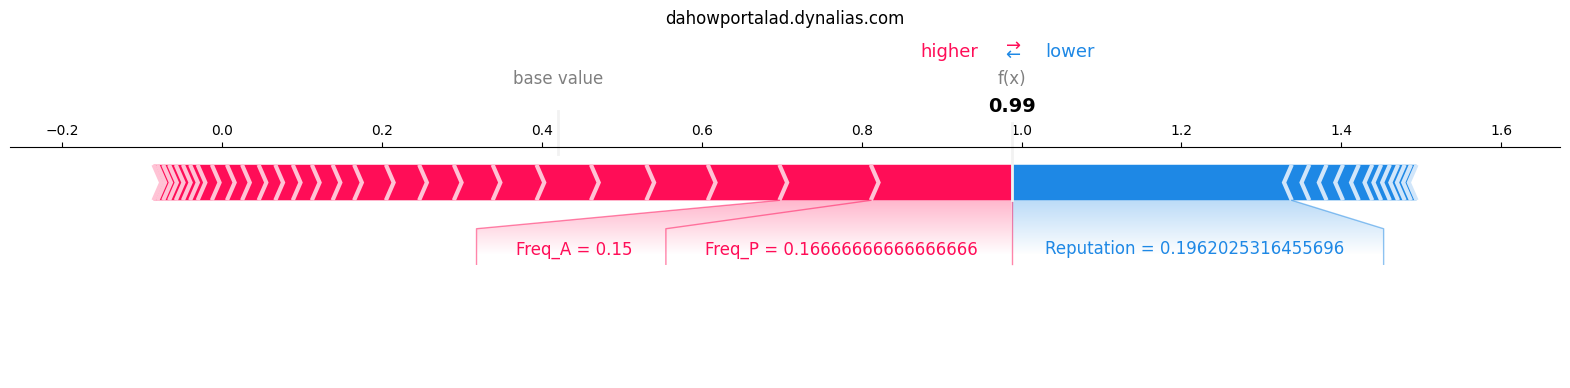 dahowportalad.dynalias.com
higher → ← lower
base value f(x)
0.99
−0.2 0.0 0.2 0.4 0.6 0.8 1.0 1.2 1.4 1.6
Freq_A = 0.15 Freq_P = 0.16666666666666666 Reputation = 0.1962025316455696